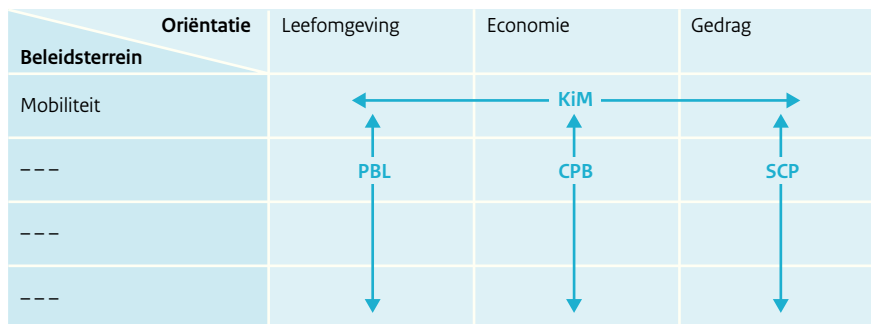 Oriëntatie Leefomgeving Economie Gedrag
Beleidsterrein
Mobiliteit KiM
– – – PBL CPB SCP
– – –
– – –